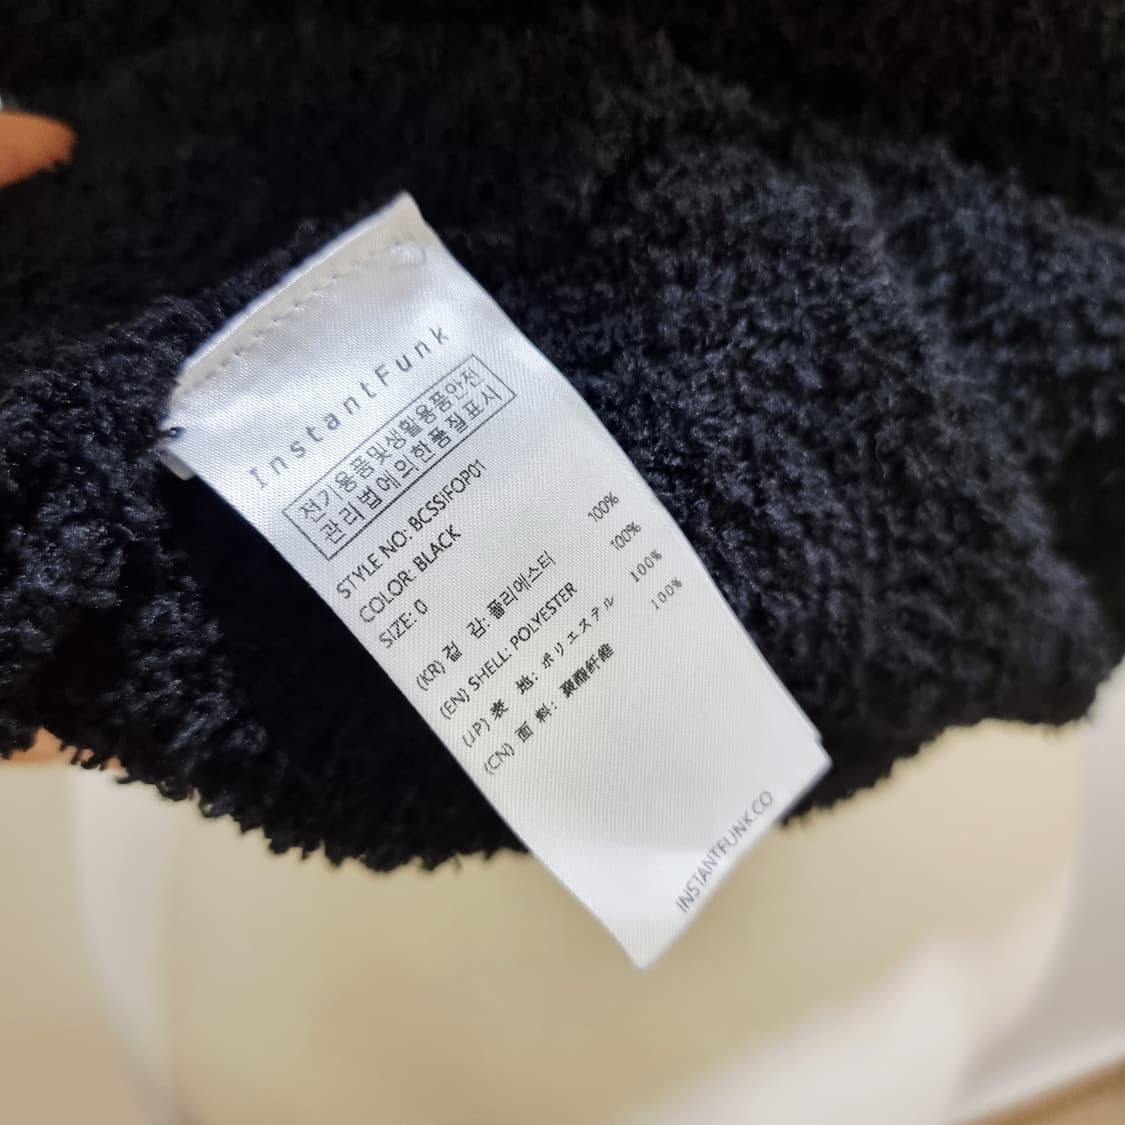 InstantFunk
전기용품및생활용품안전
관리법에의한품질표시
STYLE NO: BCSSIFOP01
COLOR: BLACK
SIZE: 0
(KR) 겉 감: 폴리에스터 100%
(EN) SHELL: POLYESTER 100%
(JP) 表 地: ポリエステル 100%
(CN) 面 料: 聚酯纤维 100%
INSTANTFUNK.CO